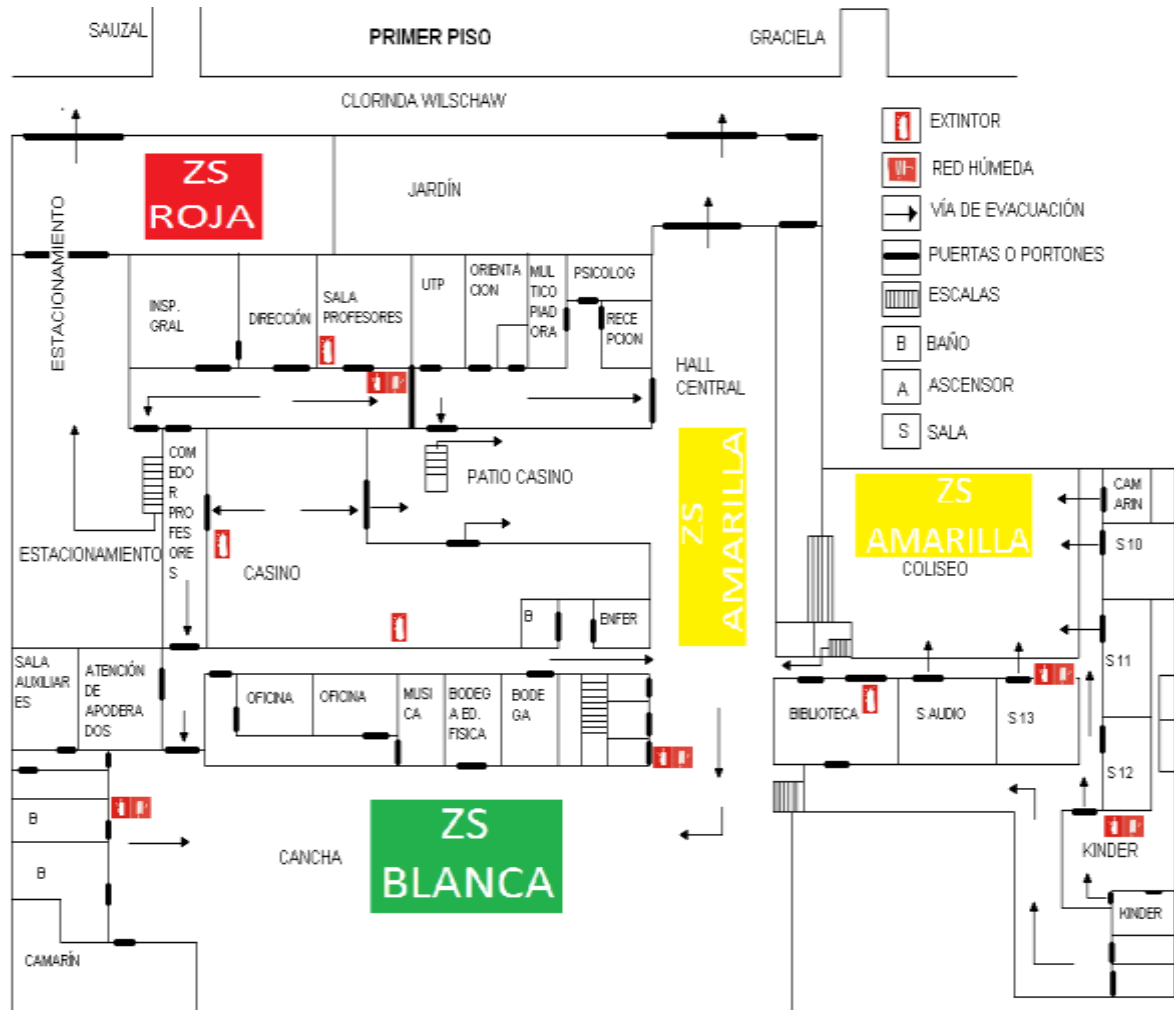 SAUZAL
PRIMER PISO
GRACIELA
CLORINDA WILSCHAW
EXTINTOR
RED HÚMEDA
VÍA DE EVACUACIÓN
PUERTAS O PORTONES
ESCALAS
B
BAÑO
A
ASCENSOR
S
SALA
ZS
ROJA
JARDÍN
ESTACIONAMIENTO
INSP.
GRAL
DIRECCIÓN
SALA
PROFESORES
UTP
ORIENTA
CION
MUL
TICO
PIAD
ORA
PSICOLOG
RECE
PCION
HALL
CENTRAL
COM
EDO
R
PRO
FES
ORE
S
PATIO CASINO
ESTACIONAMIENTO
CASINO
ZS
AMARILLA
ZS
AMARILLA
COLISEO
CAM
ARIN
S 10
S 11
S 12
B
ENFER
SALA
AUXILIAR
ES
ATENCIÓN
DE
APODERA
DOS
OFICINA
OFICINA
MUSI
CA
BODEG
A ED.
FISICA
BODE
GA
BIBLIOTECA
S AUDIO
S 13
B
B
CAMARÍN
CANCHA
ZS
BLANCA
KINDER
KINDER